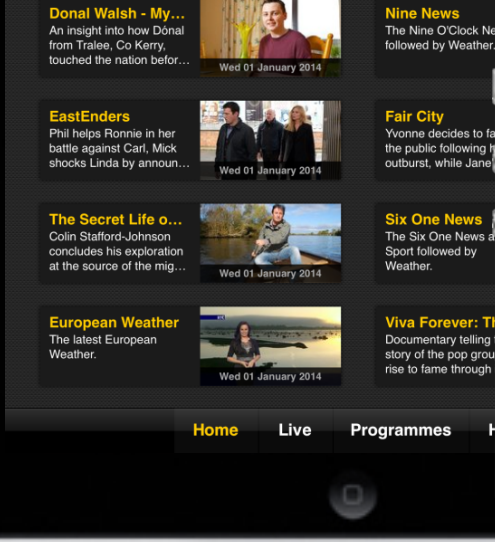 Donal Walsh - My...
An insight into how Dónal
from Tralee, Co Kerry,
touched the nation befor...
Wed 01 January 2014
Nine News
The Nine O'Clock Ne
followed by Weather.
EastEnders
Phil helps Ronnie in her
battle against Carl, Mick
shocks Linda by announ...
Wed 01 January 2014
Fair City
Yvonne decides to fa
the public following h
outburst, while Jane
The Secret Life o...
Colin Stafford-Johnson
concludes his exploration
at the source of the mig...
Wed 01 January 2014
Six One News
The Six One News a
Sport followed by
Weather.
European Weather
The latest European
Weather.
Wed 01 January 2014
Viva Forever: Th
Documentary telling t
story of the pop grou
rise to fame through
Home Live Programmes H